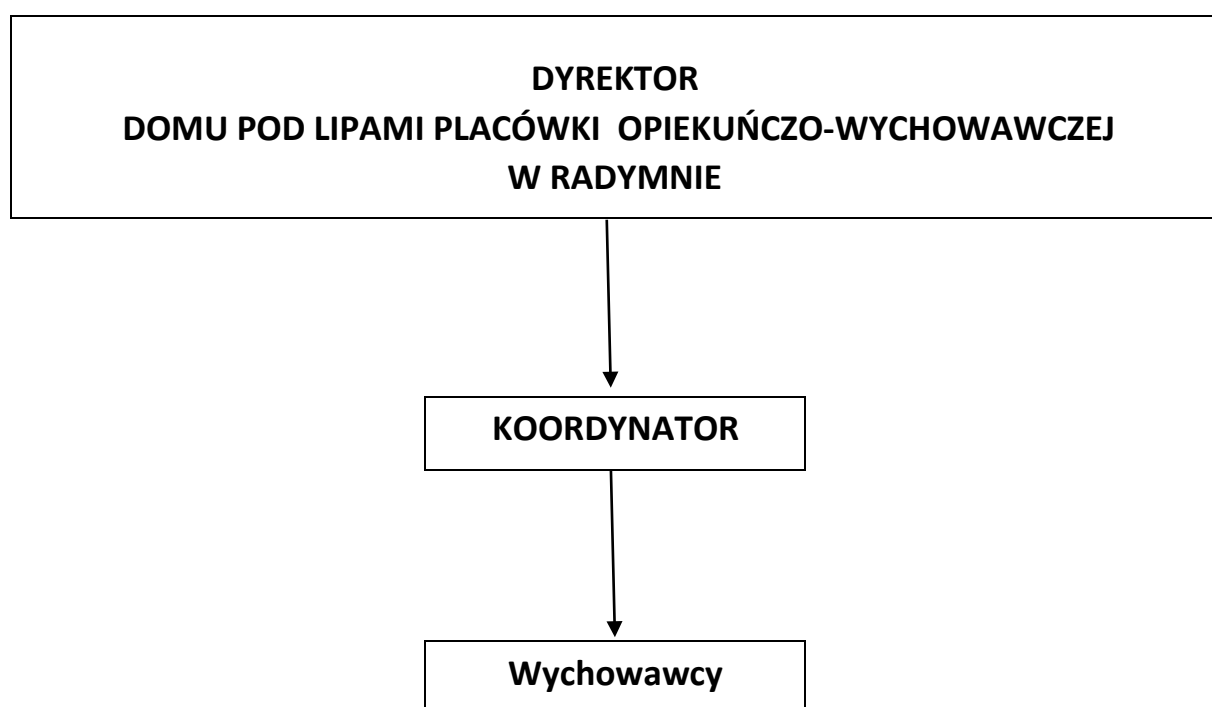 DYREKTOR
DOMU POD LIPAMI PLACÓWKI OPIEKUŃCZO-WYCHOWAWCZEJ
W RADYMNIE
KOORDYNATOR
Wychowawcy